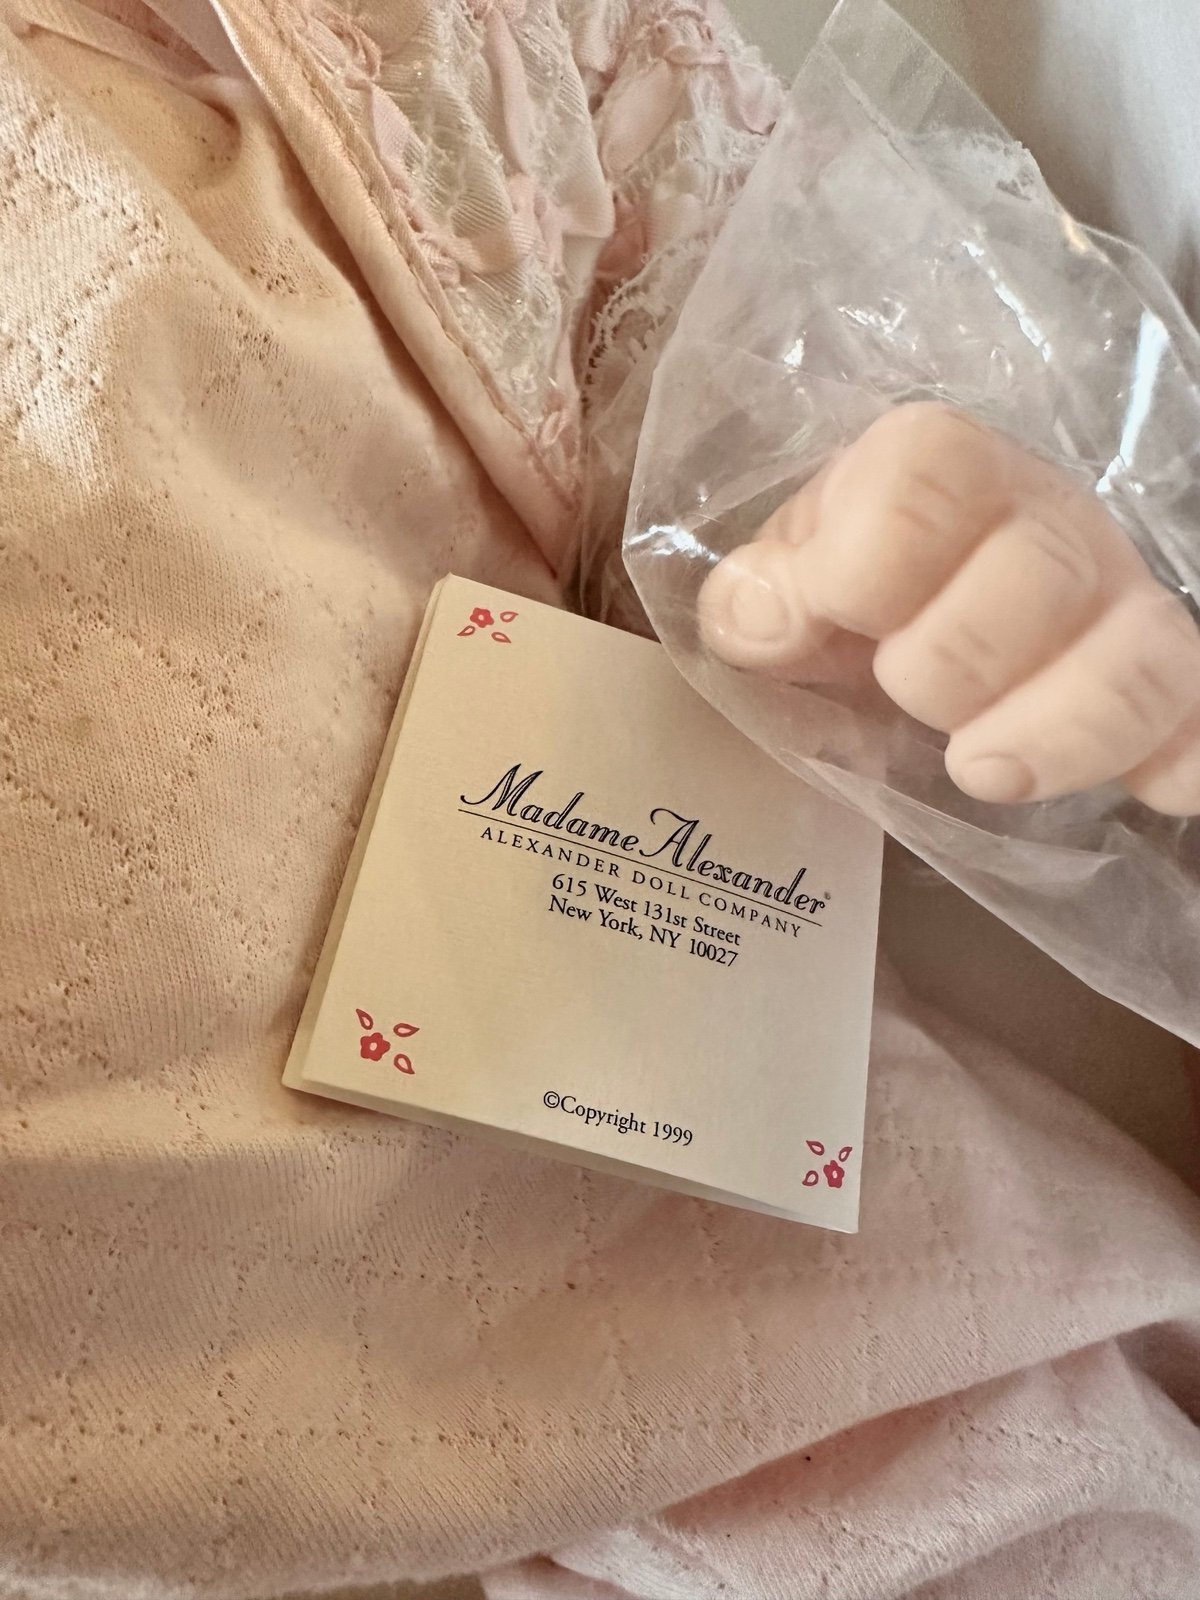 Madame Alexander®
ALEXANDER DOLL COMPANY
615 West 131st Street
New York, NY 10027
©Copyright 1999